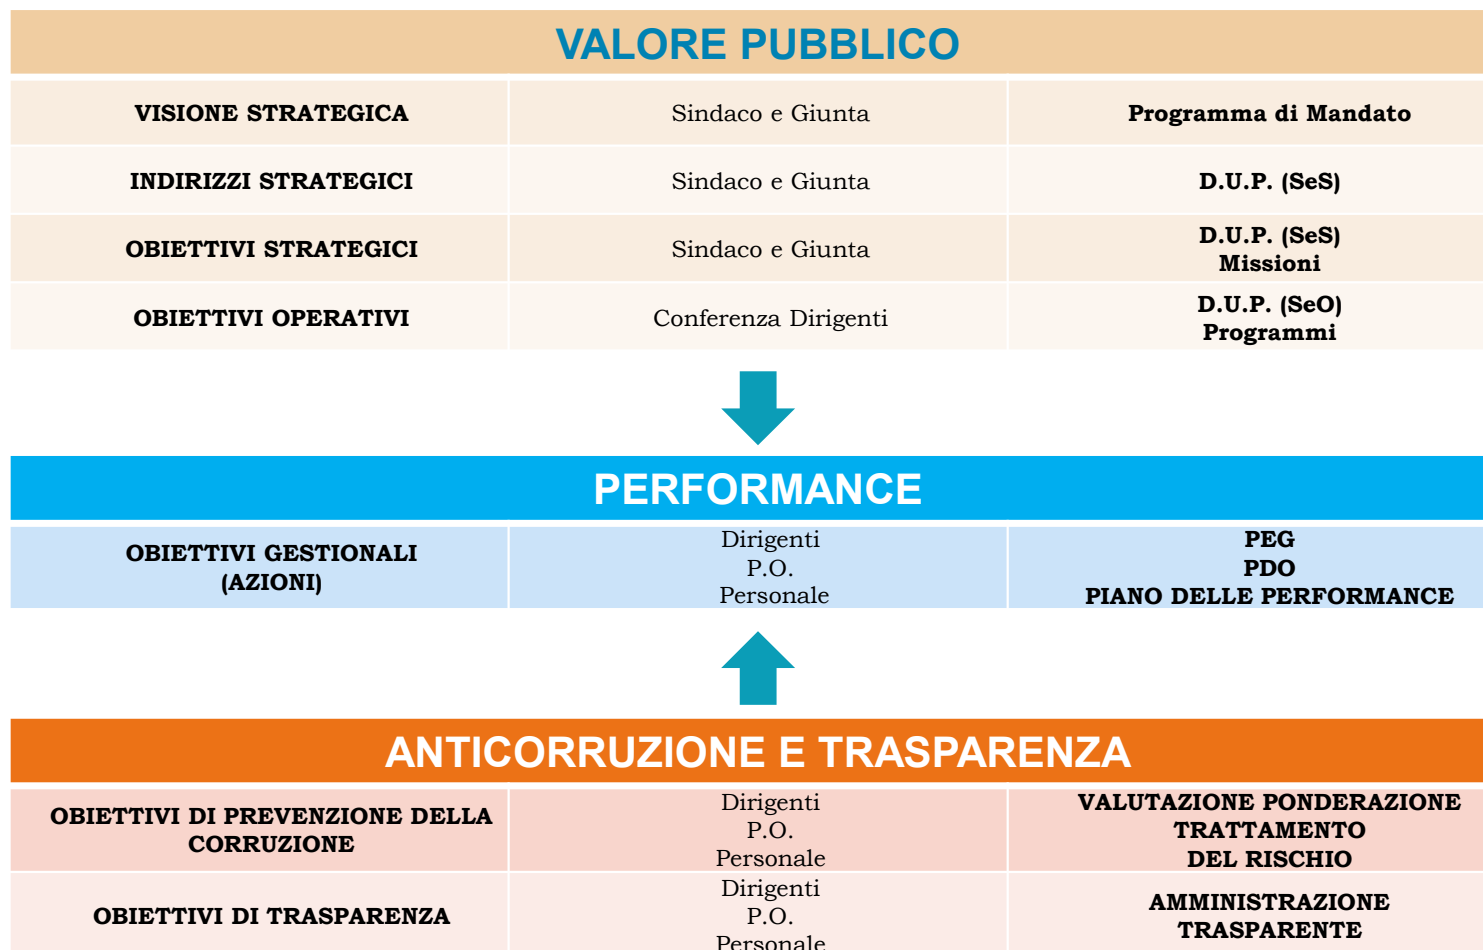 VALORE PUBBLICO
VISIONE STRATEGICA
Sindaco e Giunta
Programma di Mandato
INDIRIZZI STRATEGICI
Sindaco e Giunta
D.U.P. (SeS)
OBIETTIVI STRATEGICI
Sindaco e Giunta
D.U.P. (SeS)
Missioni
OBIETTIVI OPERATIVI
Conferenza Dirigenti
D.U.P. (SeO)
Programmi
PERFORMANCE
OBIETTIVI GESTIONALI
(AZIONI)
Dirigenti
P.O.
Personale
PEG
PDO
PIANO DELLE PERFORMANCE
ANTICORRUZIONE E TRASPARENZA
OBIETTIVI DI PREVENZIONE DELLA
CORRUZIONE
Dirigenti
P.O.
Personale
VALUTAZIONE PONDERAZIONE
TRATTAMENTO
DEL RISCHIO
OBIETTIVI DI TRASPARENZA
Dirigenti
P.O.
Personale
AMMINISTRAZIONE
TRASPARENTE